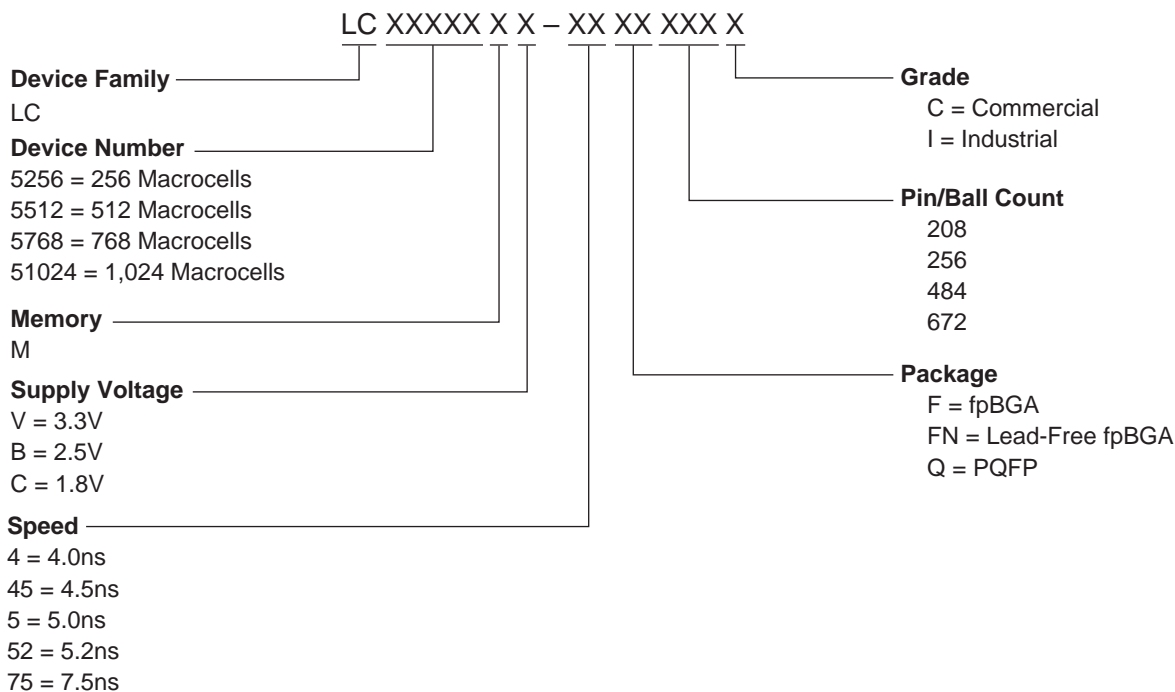 LC XXXXX X X – XX XX XXX X
Device Family
LC
Device Number
5256 = 256 Macrocells
5512 = 512 Macrocells
5768 = 768 Macrocells
51024 = 1,024 Macrocells
Memory
M
Supply Voltage
V = 3.3V
B = 2.5V
C = 1.8V
Speed
4 = 4.0ns
45 = 4.5ns
5 = 5.0ns
52 = 5.2ns
75 = 7.5ns
Grade
C = Commercial
I = Industrial
Pin/Ball Count
208
256
484
672
Package
F = fpBGA
FN = Lead-Free fpBGA
Q = PQFP